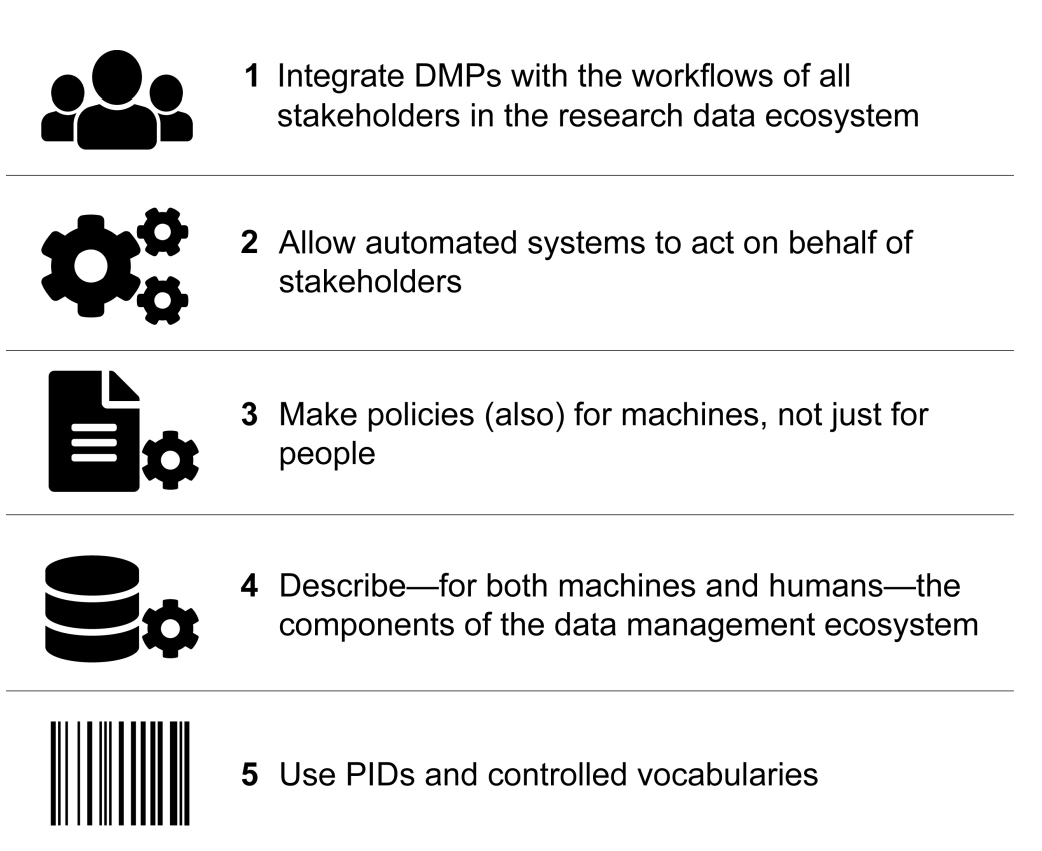 1 Integrate DMPs with the workflows of all
stakeholders in the research data ecosystem
2 Allow automated systems to act on behalf of
stakeholders
3 Make policies (also) for machines, not just for
people
4 Describe—for both machines and humans—the
components of the data management ecosystem
5 Use PIDs and controlled vocabularies